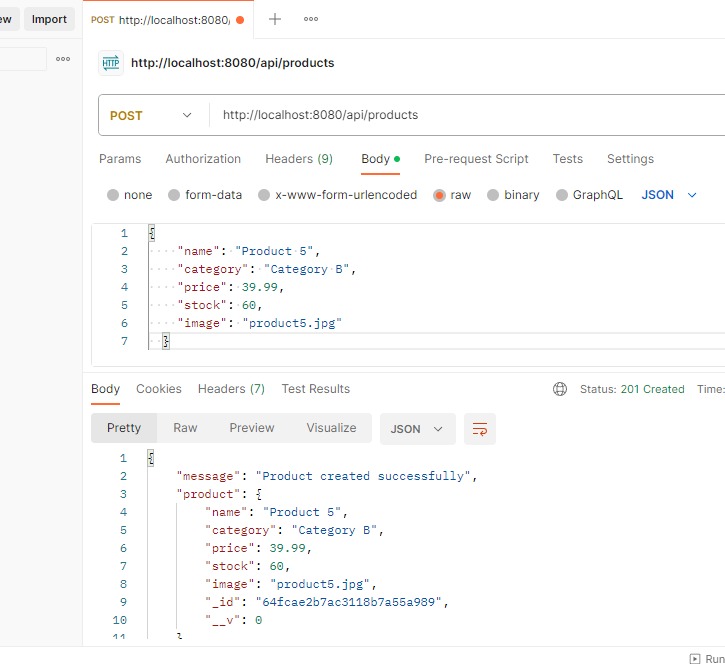 ew Import POST http://localhost:8080/
HTTP http://localhost:8080/api/products
POST http://localhost:8080/api/products
Params Authorization Headers (9) Body Pre-request Script Tests Settings
none form-data x-www-form-urlencoded raw binary GraphQL JSON
1 {
2 "name": "Product 5",
3 "category": "Category B",
4 "price": 39.99,
5 "stock": 60,
6 "image": "product5.jpg"
7 }
Body Cookies Headers (7) Test Results Status: 201 Created Time:
Pretty Raw Preview Visualize JSON
1 {
2 "message": "Product created successfully",
3 "product": {
4 "name": "Product 5",
5 "category": "Category B",
6 "price": 39.99,
7 "stock": 60,
8 "image": "product5.jpg",
9 "_id": "64fcae2b7ac3118b7a55a989",
10 "__v": 0
11 }
Run